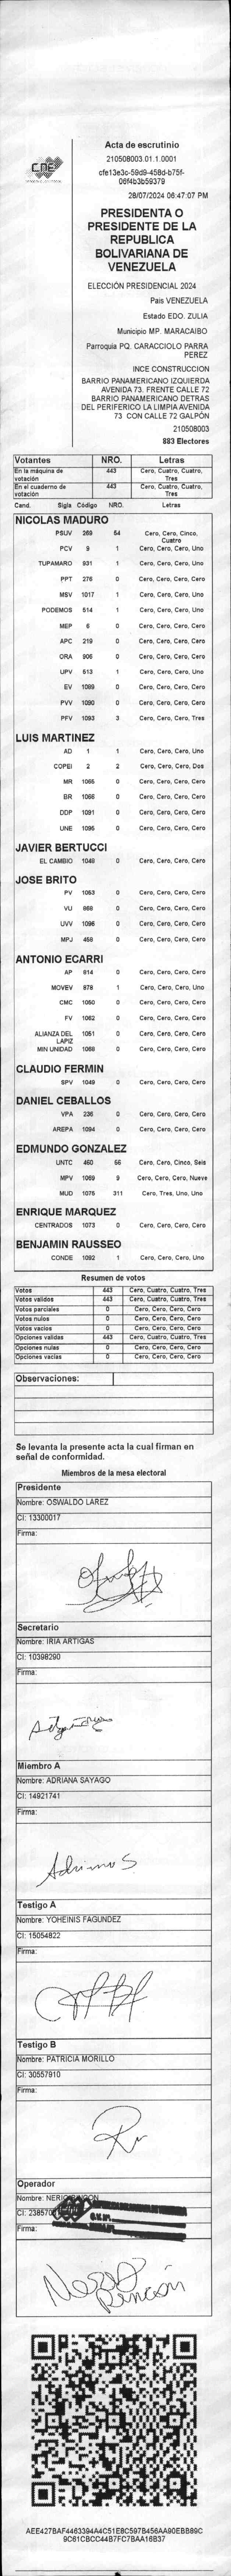 CNE
Acta de escrutinio
210508003.01.1.0001
cfe13e3c-59d9-458d-b75f-
06f4b3b59379
28/07/2024 06:47:07 PM
PRESIDENTA O
PRESIDENTE DE LA
REPUBLICA
BOLIVARIANA DE
VENEZUELA
ELECCIÓN PRESIDENCIAL 2024
País VENEZUELA
Estado EDO. ZULIA
Municipio MP. MARACAIBO
Parroquia PQ. CARACCIOLO PARRA
PEREZ
INCE CONSTRUCCION
BARRIO PANAMERICANO IZQUIERDA
AVENIDA 73. FRENTE CALLE 72
BARRIO PANAMERICANO DETRAS
DEL PERIFERICO LA LIMPIA AVENIDA
73 CON CALLE 72 GALPÓN
210508003
883 Electores
Votantes NRO. Letras
En la máquina de votación 443 Cero, Cuatro, Cuatro, Tres
En el cuaderno de votación 443 Cero, Cuatro, Cuatro, Tres
Cand. Sigla Código NRO. Letras
NICOLAS MADURO
PSUV 269 54 Cero, Cero, Cinco, Cuatro
PCV 9 1 Cero, Cero, Cero, Uno
TUPAMARO 931 1 Cero, Cero, Cero, Uno
PPT 276 0 Cero, Cero, Cero, Cero
MSV 1017 1 Cero, Cero, Cero, Uno
PODEMOS 514 1 Cero, Cero, Cero, Uno
MEP 6 0 Cero, Cero, Cero, Cero
APC 219 0 Cero, Cero, Cero, Cero
ORA 906 0 Cero, Cero, Cero, Cero
UPV 513 1 Cero, Cero, Cero, Uno
EV 1089 0 Cero, Cero, Cero, Cero
PVV 1090 0 Cero, Cero, Cero, Cero
PFV 1093 3 Cero, Cero, Cero, Tres
LUIS MARTINEZ
AD 1 1 Cero, Cero, Cero, Uno
COPEI 2 2 Cero, Cero, Cero, Dos
MR 1065 0 Cero, Cero, Cero, Cero
BR 1066 0 Cero, Cero, Cero, Cero
DDP 1091 0 Cero, Cero, Cero, Cero
UNE 1095 0 Cero, Cero, Cero, Cero
JAVIER BERTUCCI
EL CAMBIO 1048 0 Cero, Cero, Cero, Cero
JOSE BRITO
PV 1053 0 Cero, Cero, Cero, Cero
VU 869 0 Cero, Cero, Cero, Cero
UVV 1096 0 Cero, Cero, Cero, Cero
MPJ 458 0 Cero, Cero, Cero, Cero
ANTONIO ECARRI
AP 914 0 Cero, Cero, Cero, Cero
MOVEV 878 1 Cero, Cero, Cero, Uno
CMC 1050 0 Cero, Cero, Cero, Cero
FV 1062 0 Cero, Cero, Cero, Cero
ALIANZA DEL LAPIZ 1051 0 Cero, Cero, Cero, Cero
MIN UNIDAD 1068 0 Cero, Cero, Cero, Cero
CLAUDIO FERMIN
SPV 1049 0 Cero, Cero, Cero, Cero
DANIEL CEBALLOS
VPA 236 0 Cero, Cero, Cero, Cero
AREPA 1094 0 Cero, Cero, Cero, Cero
EDMUNDO GONZALEZ
UNTC 460 66 Cero, Cero, Cinco, Seis
MPV 1069 9 Cero, Cero, Cero, Nueve
MUD 1075 311 Cero, Tres, Uno, Uno
ENRIQUE MARQUEZ
CENTRADOS 1073 0 Cero, Cero, Cero, Cero
BENJAMIN RAUSSEO
CONDE 1092 1 Cero, Cero, Cero, Uno
Resumen de votos
Votos 443 Cero, Cuatro, Cuatro, Tres
Votos validos 443 Cero, Cuatro, Cuatro, Tres
Votos parciales 0 Cero, Cero, Cero, Cero
Votos nulos 0 Cero, Cero, Cero, Cero
Votos vacios 0 Cero, Cero, Cero, Cero
Opciones validas 443 Cero, Cuatro, Cuatro, Tres
Opciones nulas 0 Cero, Cero, Cero, Cero
Opciones vacias 0 Cero, Cero, Cero, Cero
Observaciones:
Se levanta la presente acta la cual firman en
señal de conformidad.
Miembros de la mesa electoral
Presidente
Nombre: OSWALDO LAREZ
CI: 13300017
Firma:
Secretario
Nombre: IRIA ARTIGAS
CI: 10398290
Firma:
Miembro A
Nombre: ADRIANA SAYAGO
CI: 14921741
Firma:
Adriana S
Testigo A
Nombre: YOHEINIS FAGUNDEZ
CI: 15054822
Firma:
Testigo B
Nombre: PATRICIA MORILLO
CI: 30557910
Firma:
Operador
Nombre: NERIO RINCON
CI:
Firma:
Rincón
AEE427BAF4463394A4C51E8C597B456AA90EBB89C
9C61CBCC44B7FC7BAA16B37